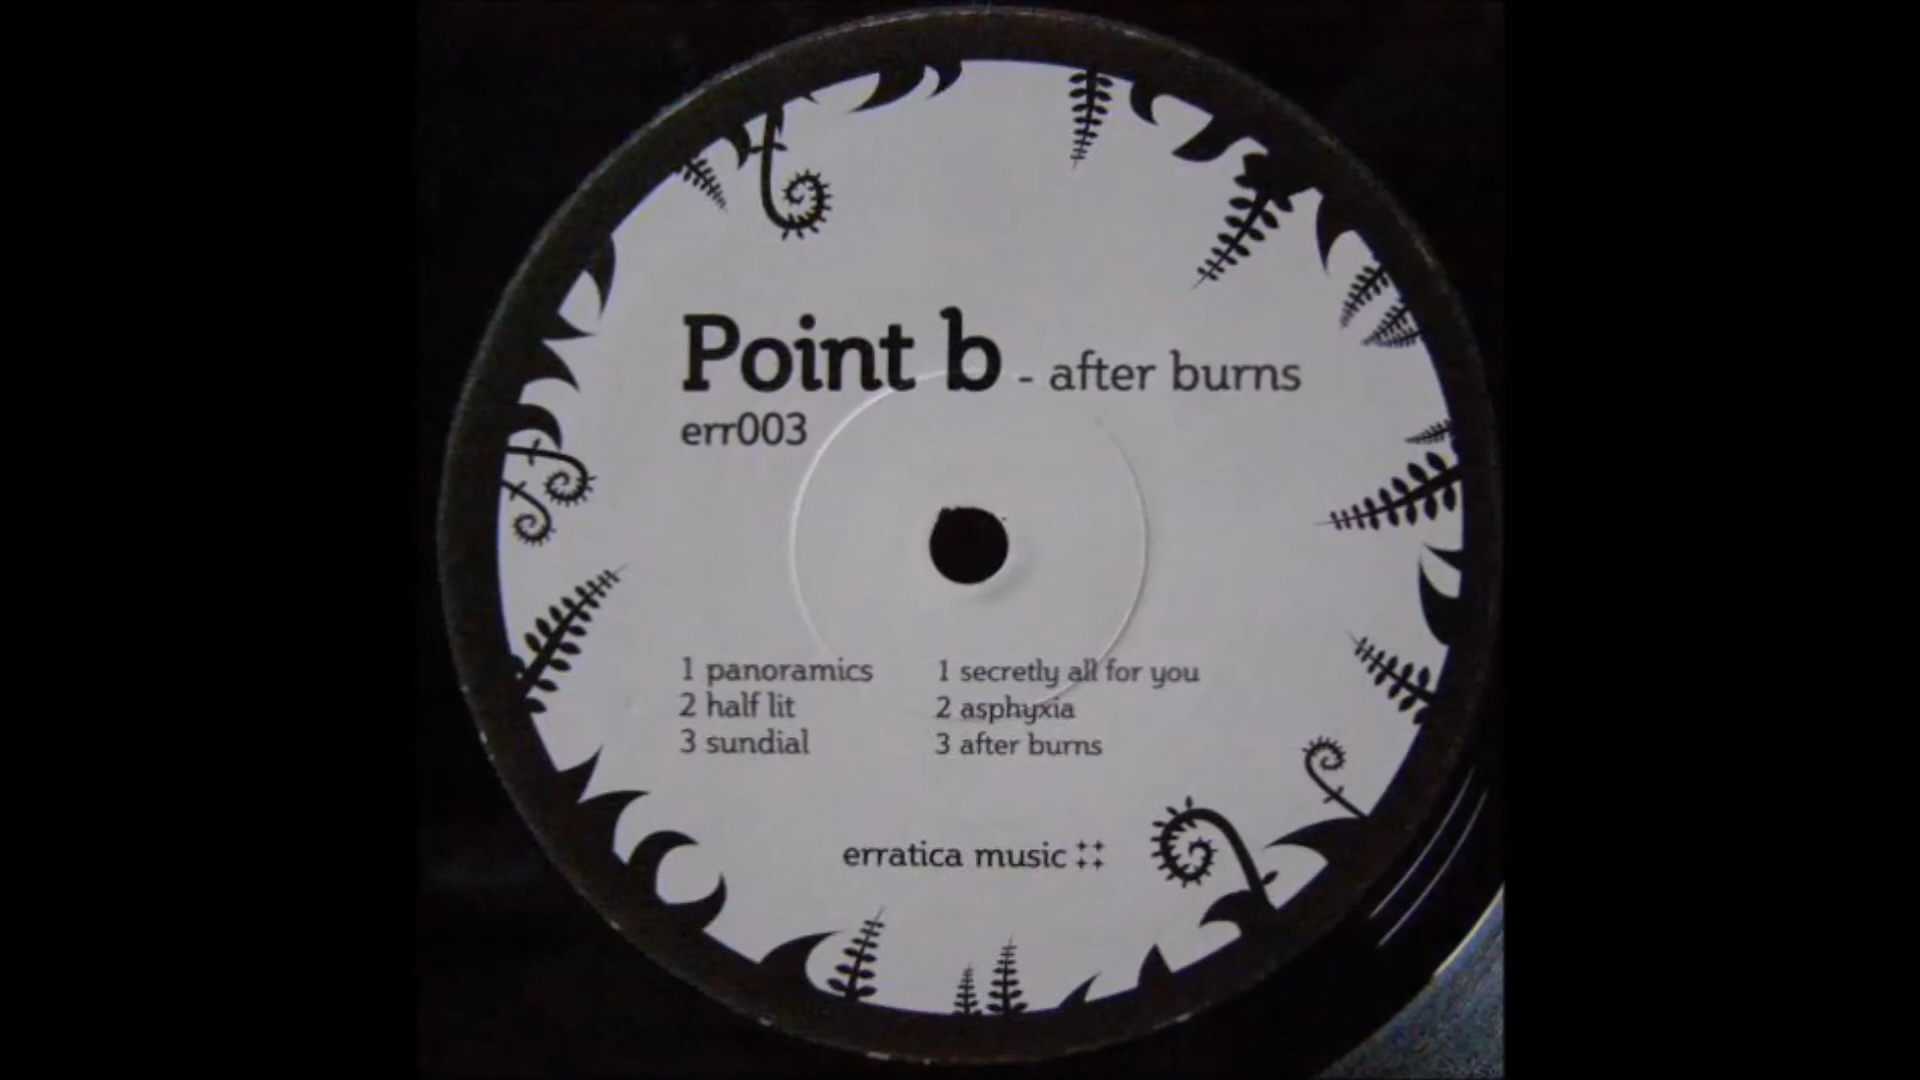 Point b - after burns
err003
1 panoramics
2 half lit
3 sundial
1 secretly all for you
2 asphyxia
3 after burns
erratica music